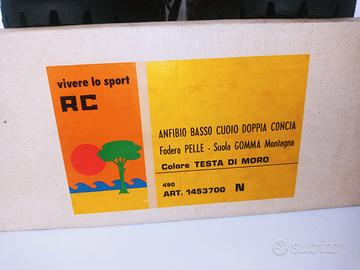 vivere lo sport
RC
ANFIBIO BASSO CUOIO DOPPIA CONCIA
Fodera PELLE - Suola GOMMA Montagna
Colore TESTA DI MORO
490
ART. 1453700 N
subito